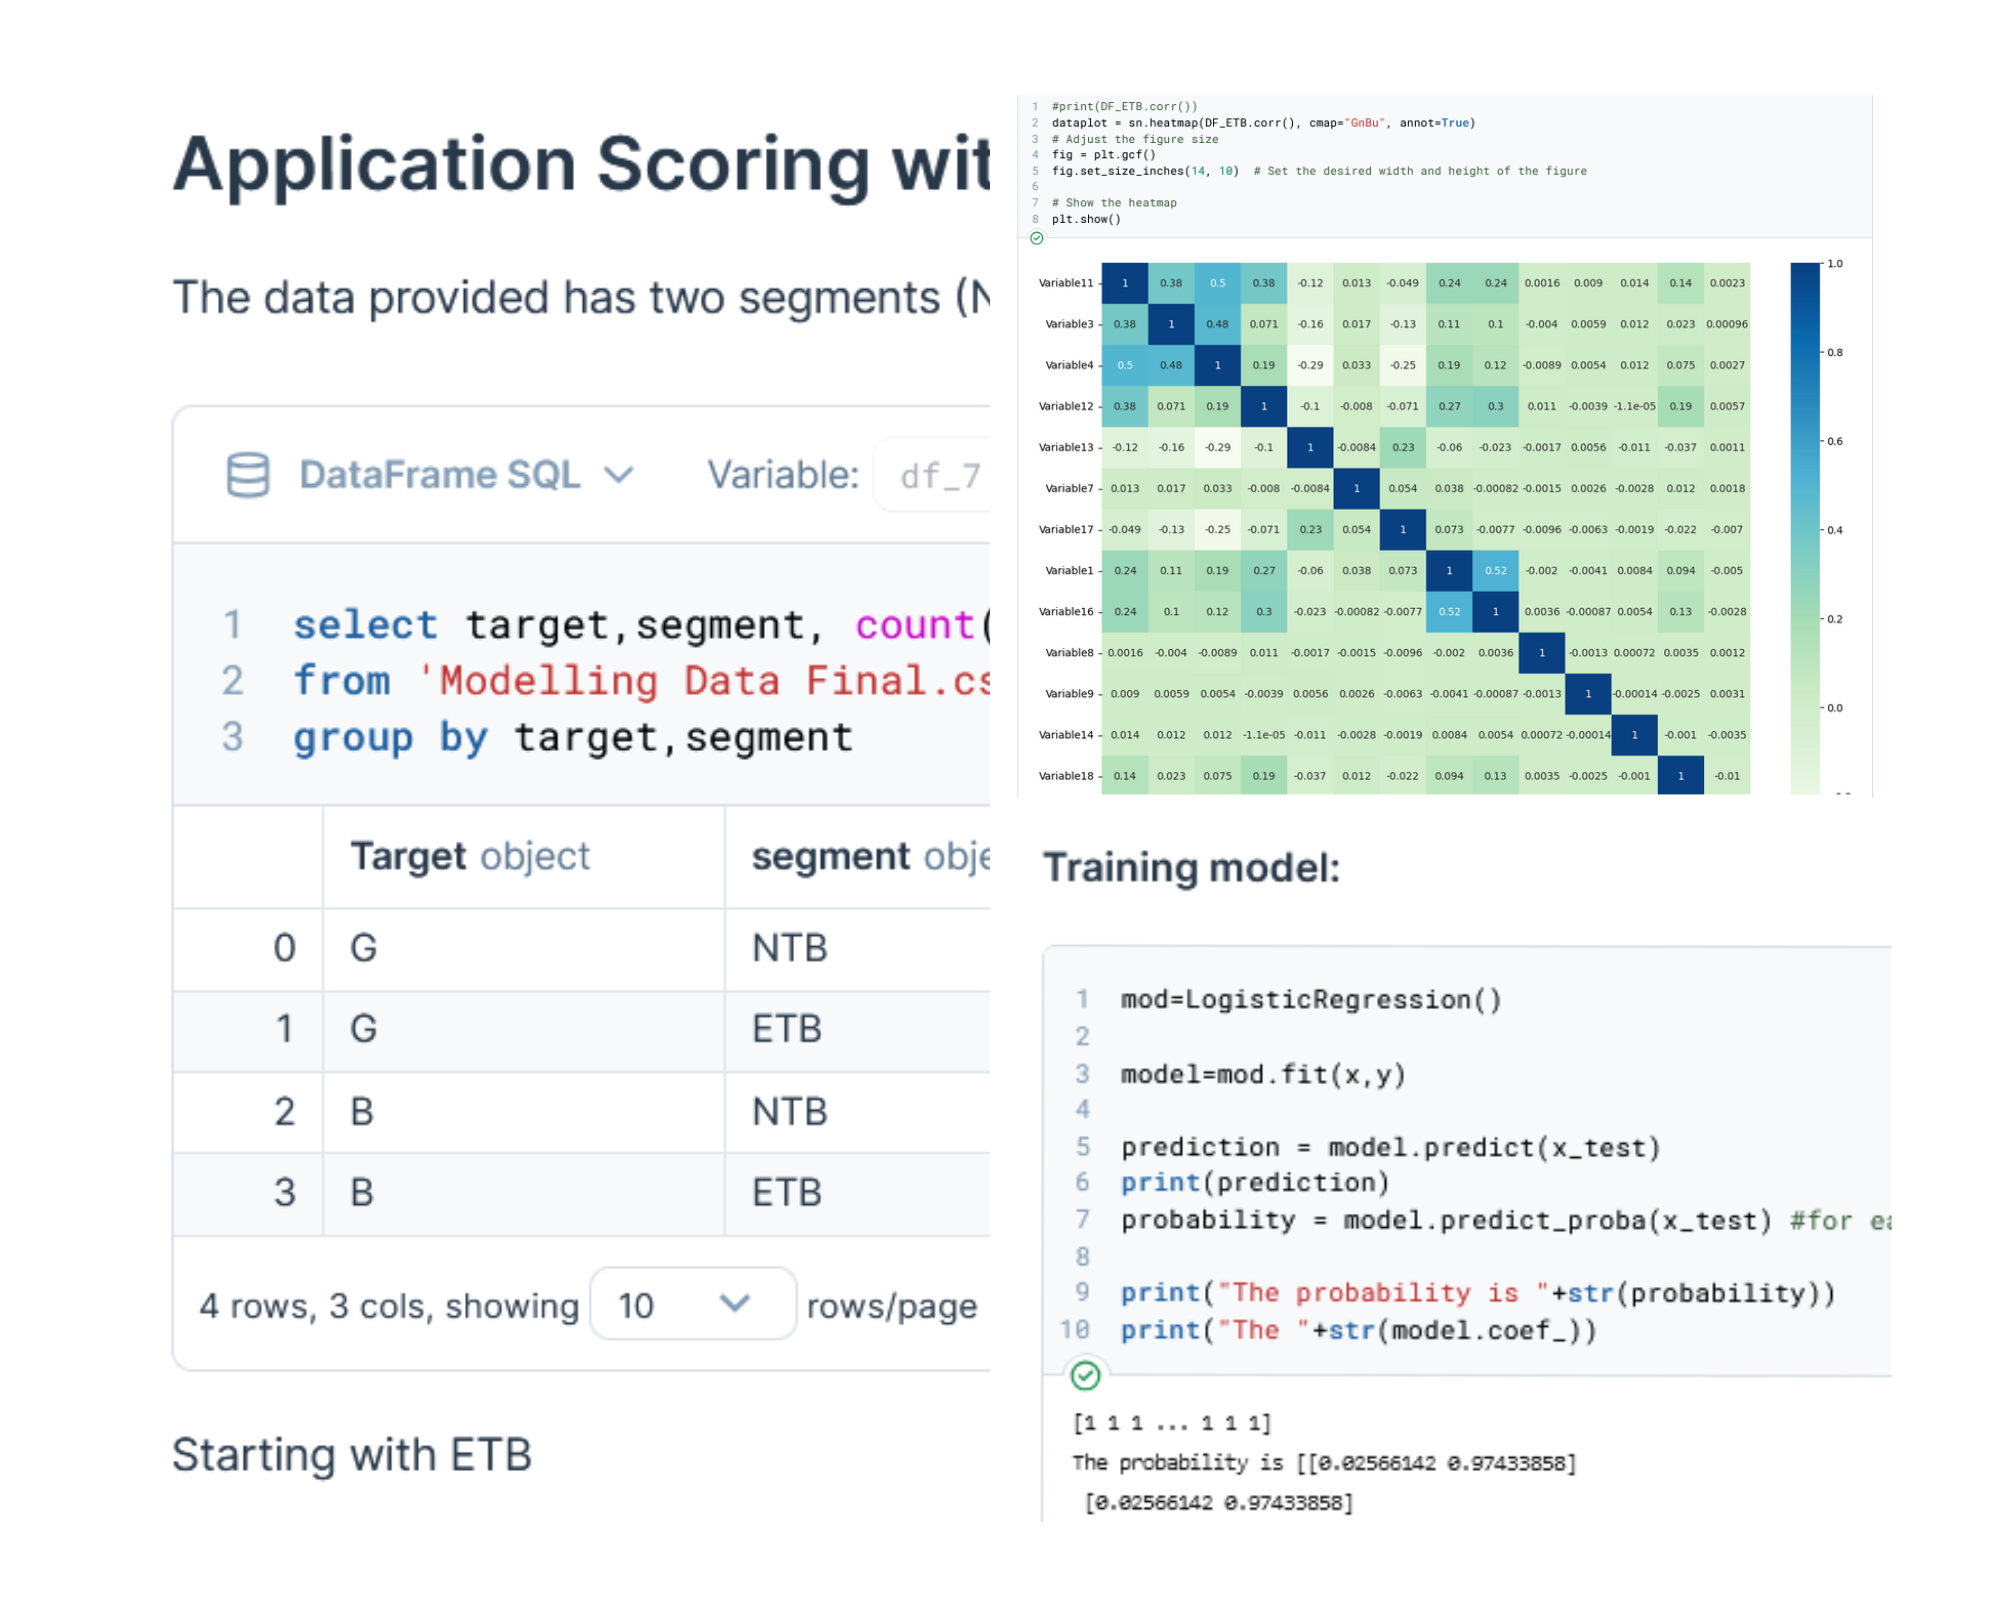 Application Scoring wit
The data provided has two segments (N
DataFrame SQL Variable: df_7
1 select target,segment, count(
2 from 'Modelling Data Final.cs
3 group by target,segment
Target object segment obje
0 G NTB
1 G ETB
2 B NTB
3 B ETB
4 rows, 3 cols, showing 10 rows/page
Starting with ETB
1 #print(DF_ETB.corr())
2 dataplot = sn.heatmap(DF_ETB.corr(), cmap="GnBu", annot=True)
3 # Adjust the figure size
4 fig = plt.gcf()
5 fig.set_size_inches(14, 10) # Set the desired width and height of the figure
6
7 # Show the heatmap
8 plt.show()
Variable11 1 0.38 0.5 0.38 -0.12 0.013 -0.049 0.24 0.24 0.0016 0.009 0.014 0.14 0.0023
Variable3 0.38 1 0.48 0.071 -0.16 0.017 -0.13 0.11 0.1 -0.004 0.0059 0.012 0.023 0.00096
Variable4 0.5 0.48 1 0.19 -0.29 0.033 -0.25 0.19 0.12 -0.0089 0.0054 0.012 0.075 0.0027
Variable12 0.38 0.071 0.19 1 -0.1 -0.008 -0.071 0.27 0.3 0.011 -0.0039 -1.1e-05 0.19 0.0057
Variable13 -0.12 -0.16 -0.29 -0.1 1 -0.0084 0.23 -0.06 -0.023 -0.0017 0.0056 -0.011 -0.037 0.0011
Variable7 0.013 0.017 0.033 -0.008 -0.0084 1 0.054 0.038 -0.00082 -0.0015 0.0026 -0.0028 0.012 0.0018
Variable17 -0.049 -0.13 -0.25 -0.071 0.23 0.054 1 0.073 -0.0077 -0.0096 -0.0063 -0.0019 -0.022 -0.007
Variable1 0.24 0.11 0.19 0.27 -0.06 0.038 0.073 1 0.52 -0.002 -0.0041 0.0084 0.094 -0.005
Variable16 0.24 0.1 0.12 0.3 -0.023 -0.00082 -0.0077 0.52 1 0.0036 -0.00087 0.0054 0.13 -0.0028
Variable8 0.0016 -0.004 -0.0089 0.011 -0.0017 -0.0015 -0.0096 -0.002 0.0036 1 -0.0013 0.00072 0.0035 0.0012
Variable9 0.009 0.0059 0.0054 -0.0039 0.0056 0.0026 -0.0063 -0.0041 -0.00087 -0.0013 1 -0.00014 -0.0025 0.0031
Variable14 0.014 0.012 0.012 -1.1e-05 -0.011 -0.0028 -0.0019 0.0084 0.0054 0.00072 -0.00014 1 -0.001 -0.0035
Variable18 0.14 0.023 0.075 0.19 -0.037 0.012 -0.022 0.094 0.13 0.0035 -0.0025 -0.001 1 -0.01
1.0
0.8
0.6
0.4
0.2
0.0
Training model:
1 mod=LogisticRegression()
2
3 model=mod.fit(x,y)
4
5 prediction = model.predict(x_test)
6 print(prediction)
7 probability = model.predict_proba(x_test) #for ea
8
9 print("The probability is "+str(probability))
10 print("The "+str(model.coef_))
[1 1 1 ... 1 1 1]
The probability is [[0.02566142 0.97433858]
[0.02566142 0.97433858]